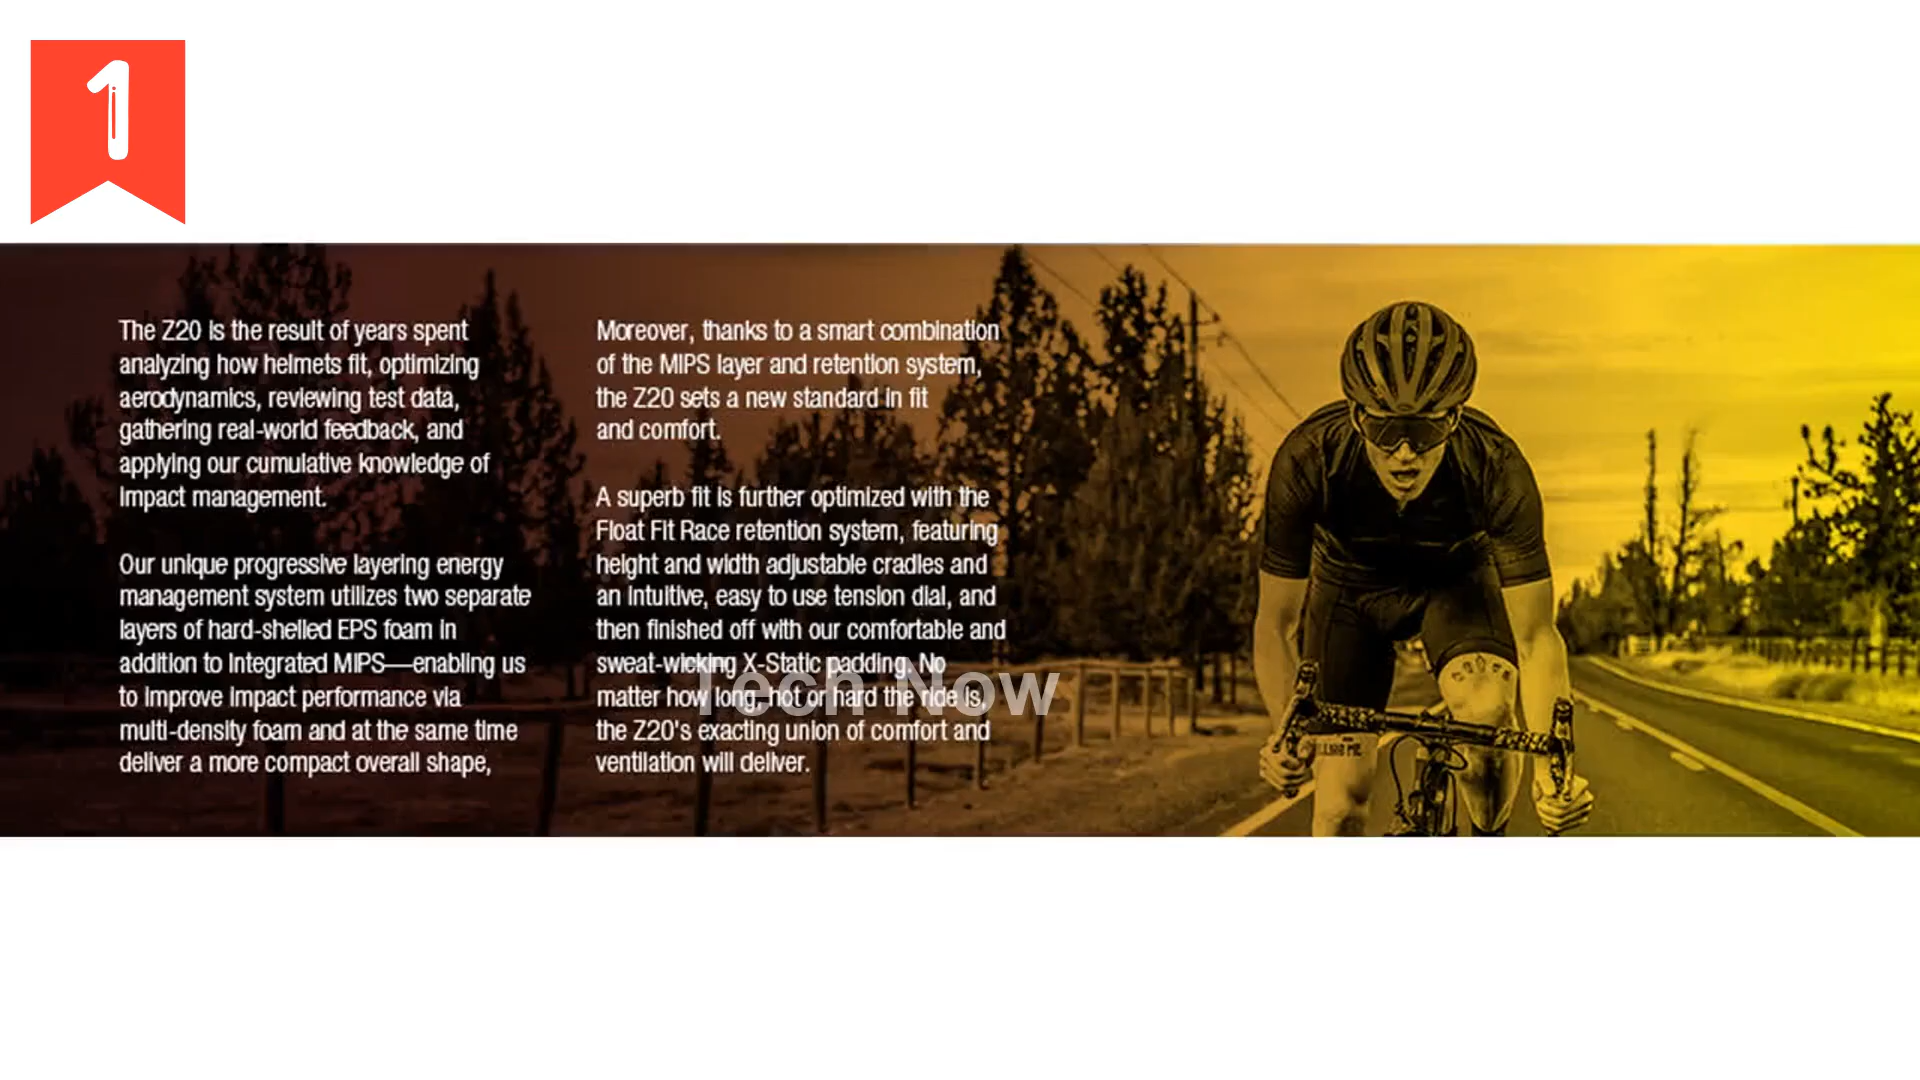 1
The Z20 is the result of years spent
analyzing how helmets fit, optimizing
aerodynamics, reviewing test data,
gathering real-world feedback, and
applying our cumulative knowledge of
impact management.
Our unique progressive layering energy
management system utilizes two separate
layers of hard-shelled EPS foam in
addition to integrated MIPS—enabling us
to improve impact performance via
multi-density foam and at the same time
deliver a more compact overall shape,
Moreover, thanks to a smart combination
of the MIPS layer and retention system,
the Z20 sets a new standard in fit
and comfort.
A superb fit is further optimized with the
Float Fit Race retention system, featuring
height and width adjustable cradles and
an intuitive, easy to use tension dial, and
then finished off with our comfortable and
sweat-wicking X-Static padding. No
matter how long, hot or hard the ride is,
the Z20's exacting union of comfort and
ventilation will deliver.
Tech Now